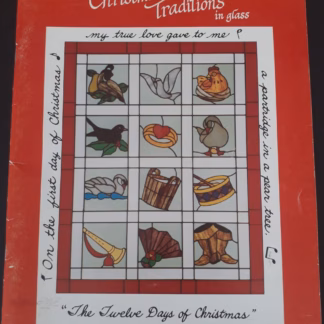 Christmas
Traditions
in glass
my true love gave to me
On the first day of Christmas
a partridge in a pear tree.
"The Twelve Days of Christmas"